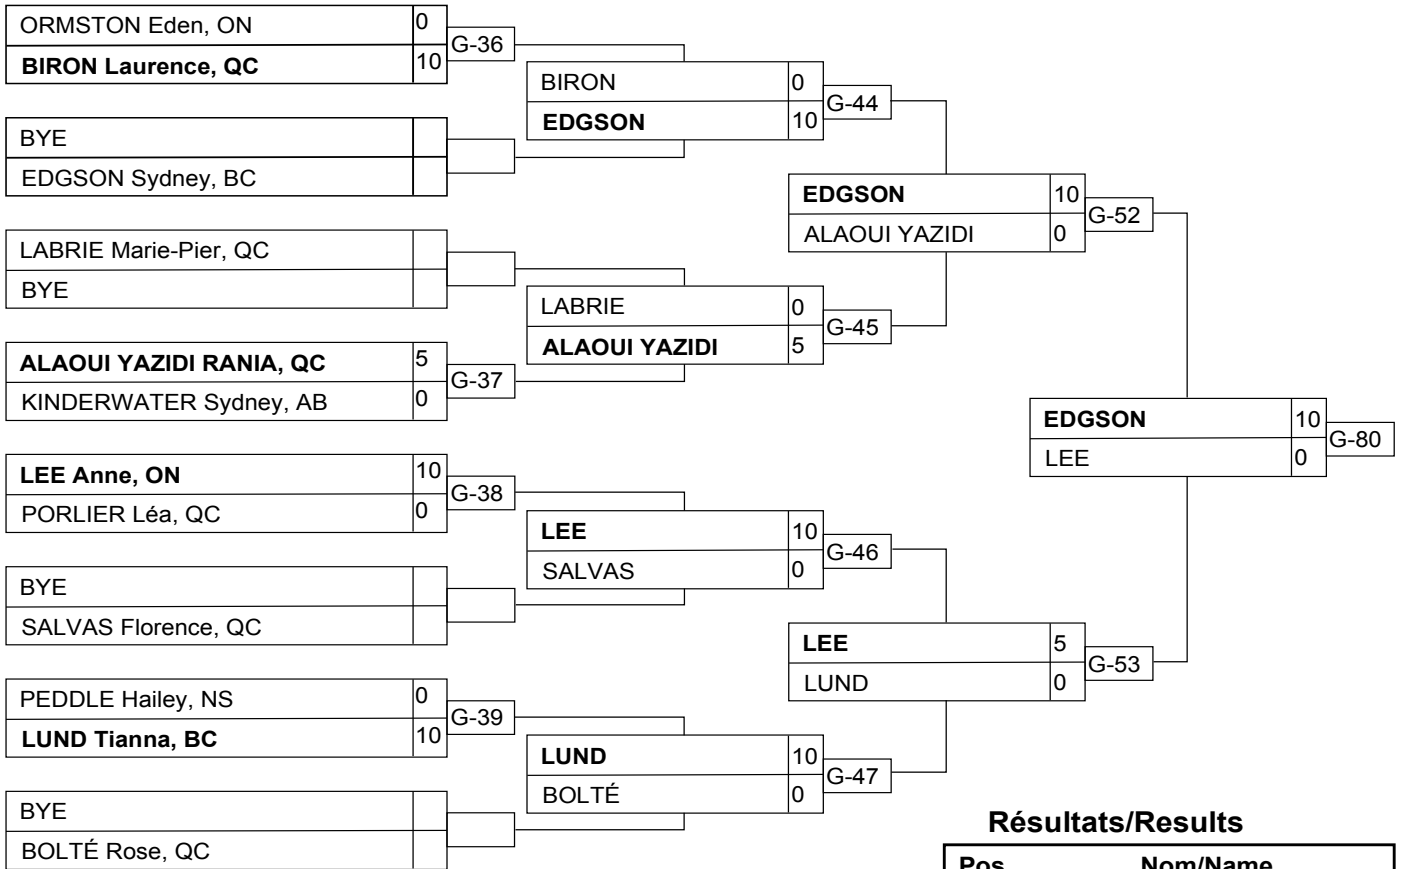 ORMSTON Eden, ON 0
BIRON Laurence, QC 10
G-36
BYE
EDGSON Sydney, BC
LABRIE Marie-Pier, QC
BYE
ALAOUI YAZIDI RANIA, QC 5
KINDERWATER Sydney, AB 0
G-37
LEE Anne, ON 10
PORLIER Léa, QC 0
G-38
BYE
SALVAS Florence, QC
PEDDLE Hailey, NS 0
LUND Tianna, BC 10
G-39
BYE
BOLTÉ Rose, QC
BIRON 0
EDGSON 10
G-44
LABRIE 0
ALAOUI YAZIDI 5
G-45
LEE 10
SALVAS 0
G-46
LUND 10
BOLTÉ 0
G-47
EDGSON 10
ALAOUI YAZIDI 0
G-52
LEE 5
LUND 0
G-53
EDGSON 10
LEE 0
G-80
Résultats/Results
Pos Nom/Name